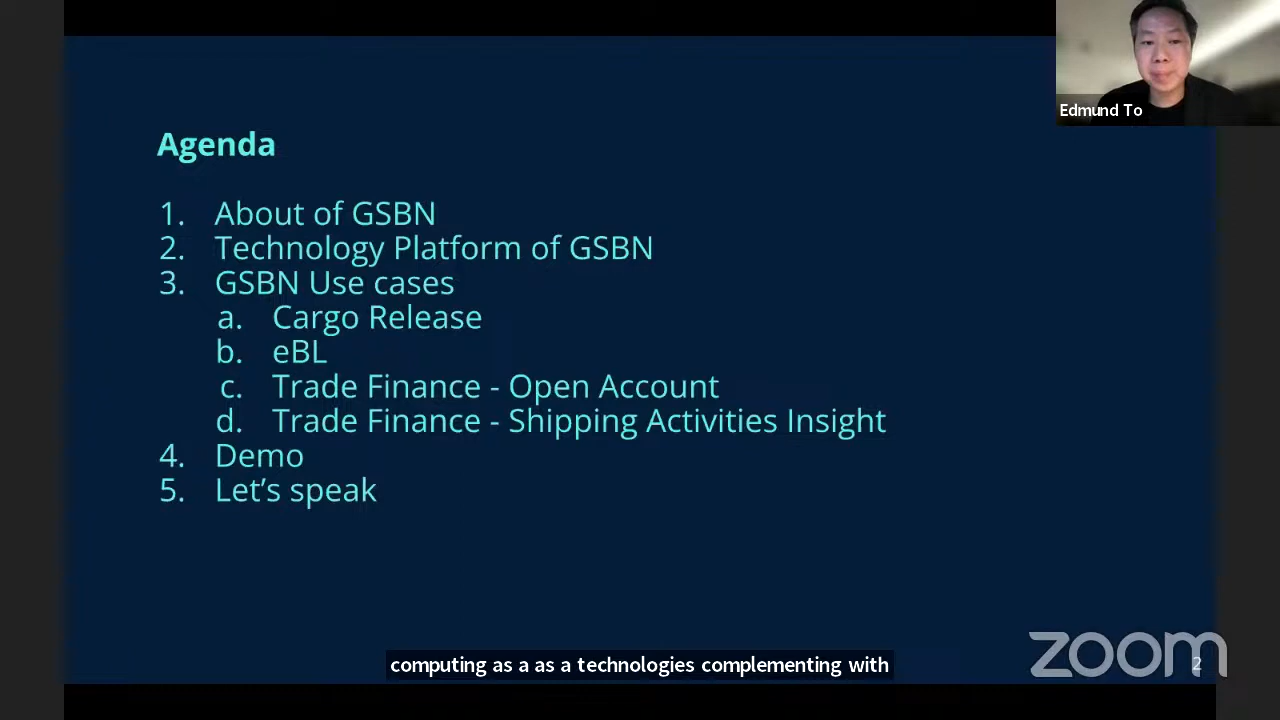 Edmund To
Agenda
1. About of GSBN
2. Technology Platform of GSBN
3. GSBN Use cases
a. Cargo Release
b. eBL
c. Trade Finance - Open Account
d. Trade Finance - Shipping Activities Insight
4. Demo
5. Let's speak
computing as a as a technologies complementing with
zoom
2